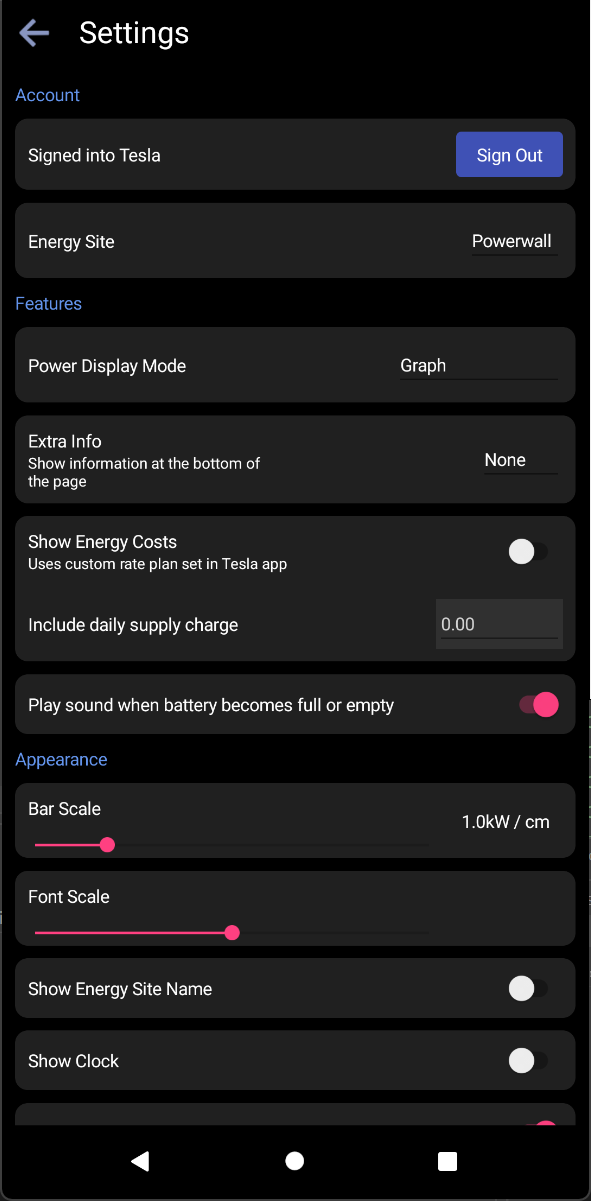 Settings
Account
Signed into Tesla
Sign Out
Energy Site
Powerwall
Features
Power Display Mode
Graph
Extra Info
Show information at the bottom of
the page
None
Show Energy Costs
Uses custom rate plan set in Tesla app
Include daily supply charge
0.00
Play sound when battery becomes full or empty
Appearance
Bar Scale
1.0kW / cm
Font Scale
Show Energy Site Name
Show Clock